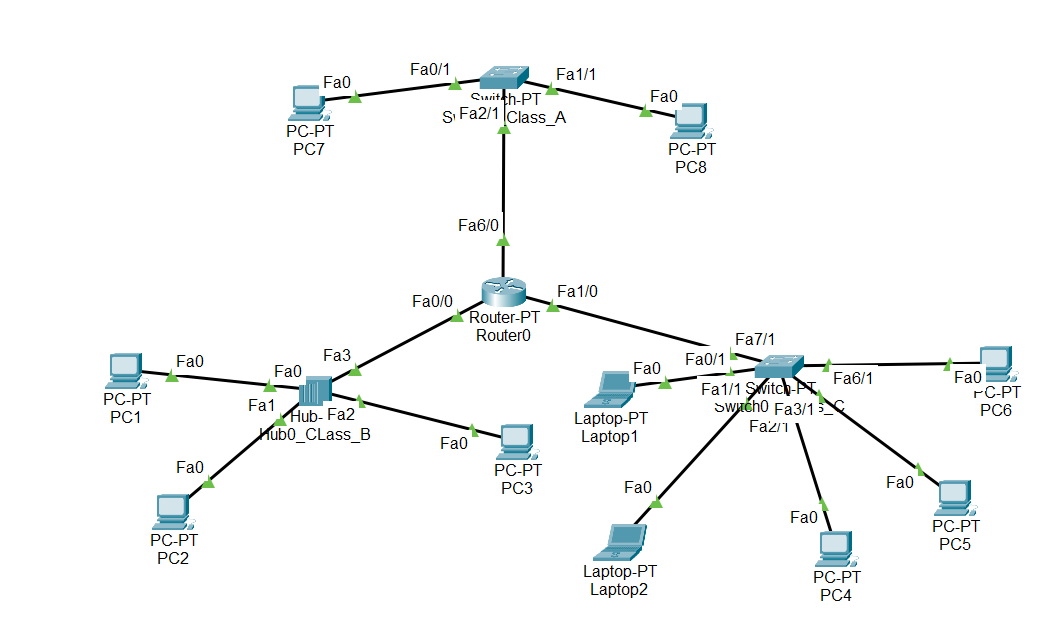 Fa0/1
Fa1/1
Fa0
Fa0
Switch-PT
Fa2/1
Class_A
PC-PT
PC7
PC-PT
PC8
Fa6/0
Fa0/0
Fa1/0
Router-PT
Router0
Fa3
Fa7/1
Fa0
Fa0
Fa0/1
Fa0
Fa6/1
Fa0
PC-PT
PC1
Fa1
Fa2
Hub-
Hub0_CLass_B
Fa1/1
Switch-PT
Switch0
Fa3/1
s_C
Fa2/1
PC-PT
PC6
Laptop-PT
Laptop1
Fa0
PC-PT
PC3
Fa0
PC-PT
PC2
Fa0
Fa0
Fa0
PC-PT
PC5
Laptop-PT
Laptop2
PC-PT
PC4